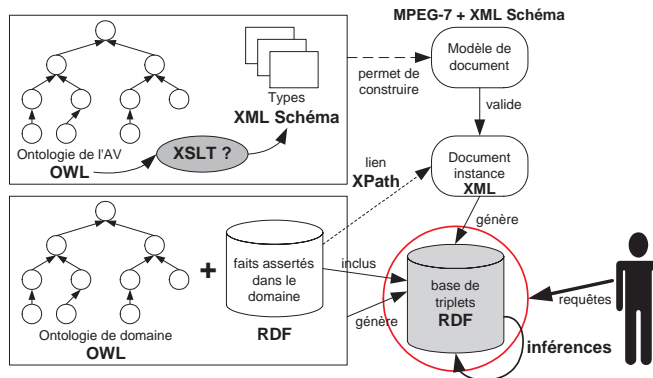 MPEG-7 + XML Schéma
Modèle de
document
permet de
construire
Types
XML Schéma
valide
Ontologie de l'AV
OWL
XSLT ?
lien
XPath
Document
instance
XML
génère
faits assertés
dans le
domaine
RDF
inclus
génère
base de
triplets
RDF
requêtes
inférences
Ontologie de domaine
OWL
+